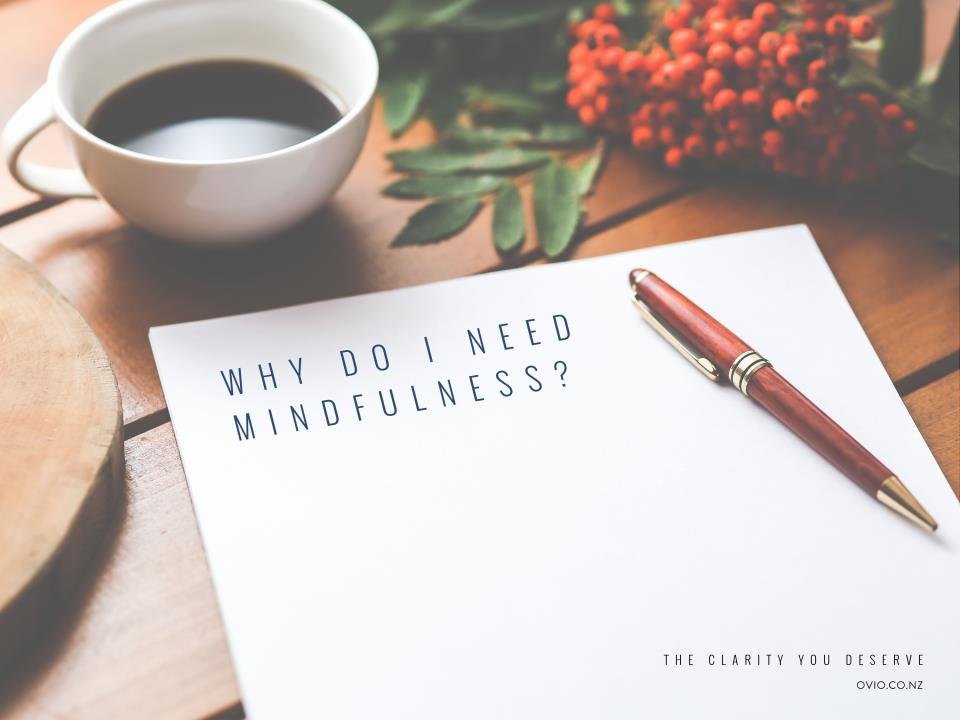 WHY DO I NEED
MINDFULNESS?
THE CLARITY YOU DESERVE
OVIO.CO.NZ